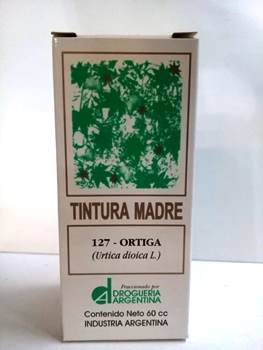 TINTURA MADRE
127 - ORTIGA
(Urtica dioica L.)
Fraccionado por
DROGUERIA
ARGENTINA
Contenido Neto 60 cc
INDUSTRIA ARGENTINA